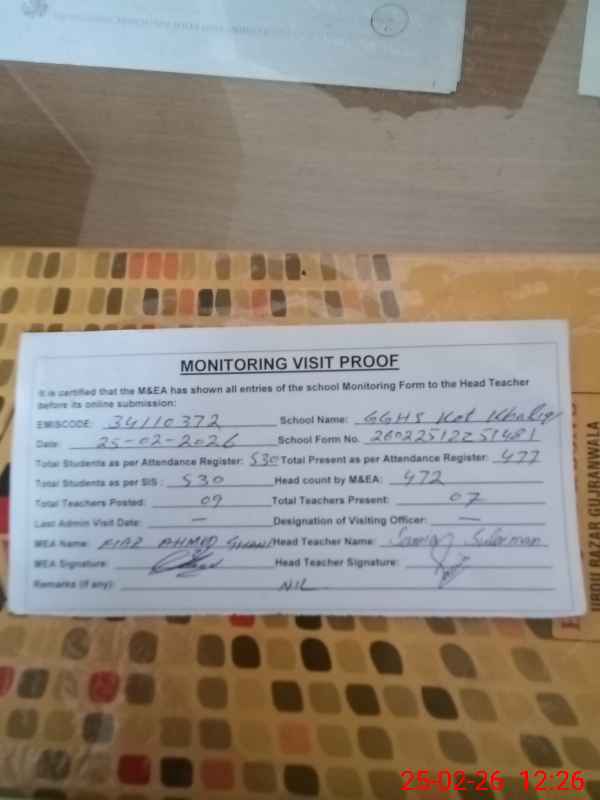 MONITORING VISIT PROOF
It is certified that the M&EA has shown all entries of the school Monitoring Form to the Head Teacher
before its online submission:
EMISCODE: 34110372 School Name: GGHS Kot Khaliq
Date: 25-02-2026 School Form No.
Total Students as per Attendance Register: 530 Total Present as per Attendance Register: 477
Total Students as per SIS : 530 Head count by M&EA: 472
Total Teachers Posted: 09 Total Teachers Present: 07
Last Admin Visit Date: — Designation of Visiting Officer: —
MEA Name: AHMED Head Teacher Name:
MEA Signature: Head Teacher Signature:
Remarks (if any): NIL
URDU BAZAR GUJRANWALA
25-02-26 12:26